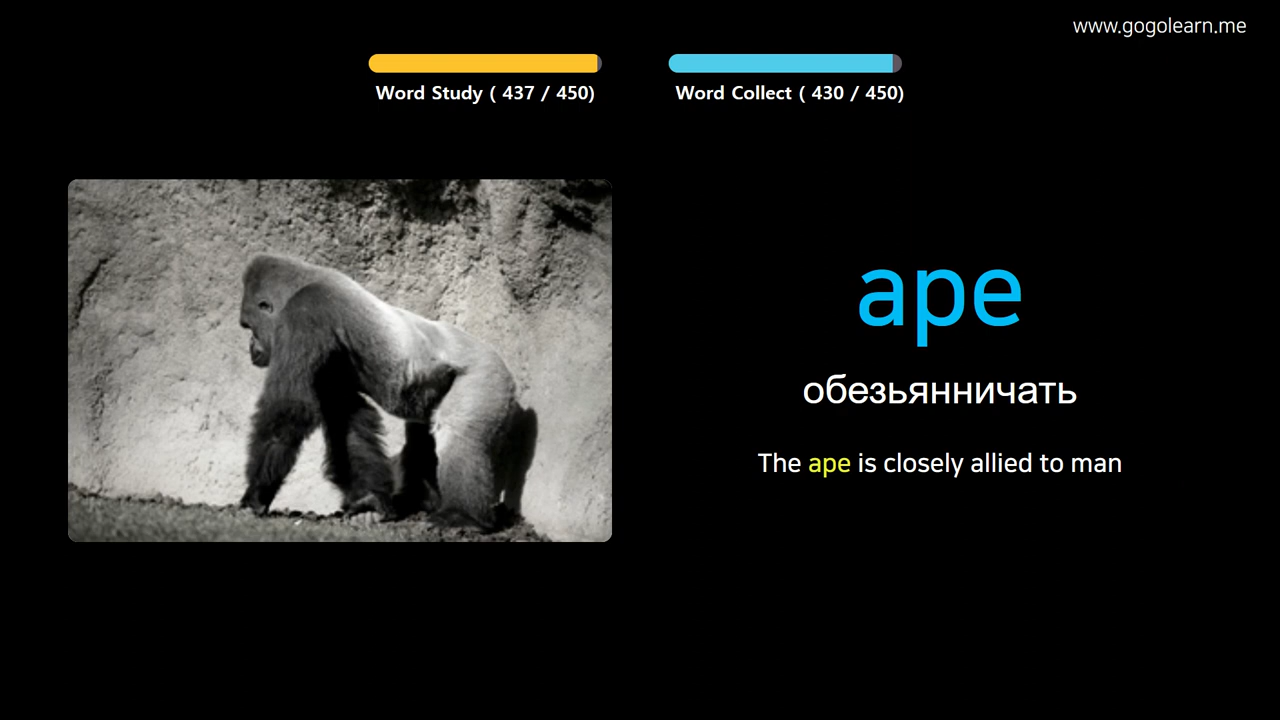 www.gogolearn.me
Word Study ( 437 / 450)
Word Collect ( 430 / 450)
ape
обезьянничать
The ape is closely allied to man